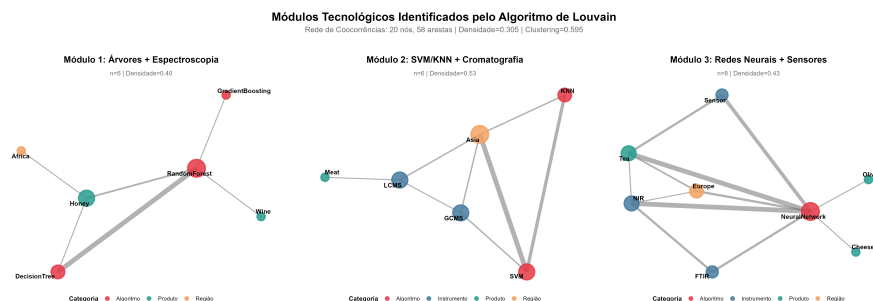 Módulos Tecnológicos Identificados pelo Algoritmo de Louvain
Rede de Coocorrências: 20 nós, 58 arestas | Densidade=0.305 | Clustering=0.595
Módulo 1: Árvores + Espectroscopia
n=6 | Densidade=0.40
GradientBoosting
Africa
RandomForest
Honey
Wine
DecisionTree
Categoria Algoritmo Produto Região
Módulo 2: SVM/KNN + Cromatografia
n=6 | Densidade=0.53
KNN
Asia
Meat
LCMS
GCMS
SVM
Categoria Algoritmo Instrumento Produto Região
Módulo 3: Redes Neurais + Sensores
n=8 | Densidade=0.43
Sensor
Tea
Oli
Europe
NIR
NeuralNetwork
Cheese
FTIR
Categoria Algoritmo Instrumento Produto Região